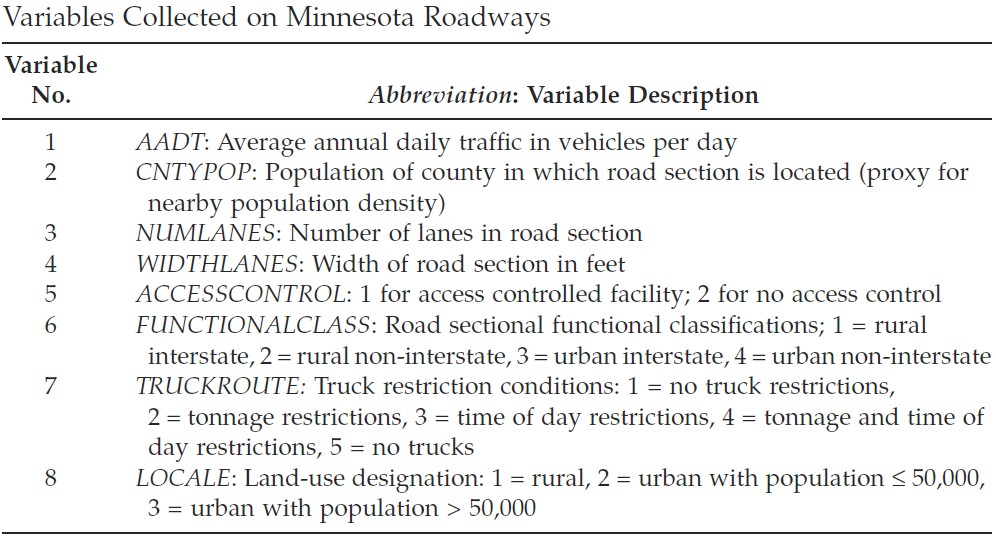 Variables Collected on Minnesota Roadways
Variable
No. Abbreviation: Variable Description
1 AADT: Average annual daily traffic in vehicles per day
2 CNTYPOP: Population of county in which road section is located (proxy for
nearby population density)
3 NUMLANES: Number of lanes in road section
4 WIDTHLANES: Width of road section in feet
5 ACCESSCONTROL: 1 for access controlled facility; 2 for no access control
6 FUNCTIONALCLASS: Road sectional functional classifications; 1 = rural
interstate, 2 = rural non-interstate, 3 = urban interstate, 4 = urban non-interstate
7 TRUCKROUTE: Truck restriction conditions: 1 = no truck restrictions,
2 = tonnage restrictions, 3 = time of day restrictions, 4 = tonnage and time of
day restrictions, 5 = no trucks
8 LOCALE: Land-use designation: 1 = rural, 2 = urban with population ≤ 50,000,
3 = urban with population > 50,000